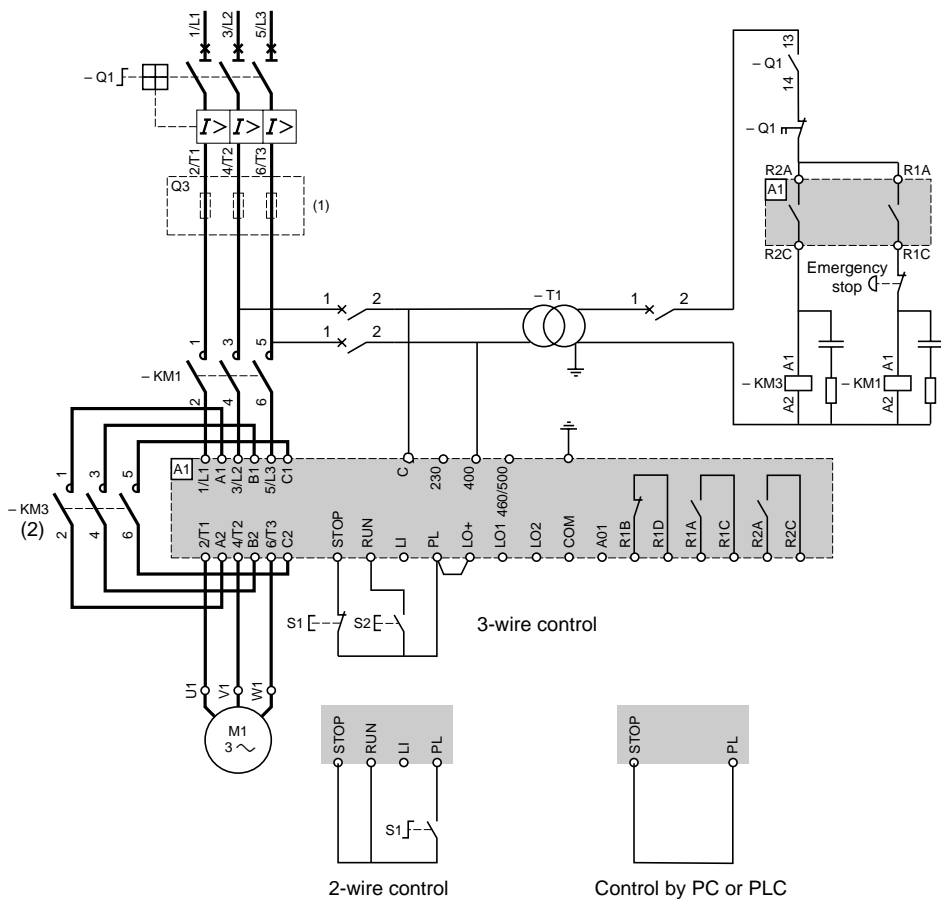 1/L1
3/L2
5/L3
– Q1
I >
I >
I >
2/T1
4/T2
6/T3
Q3
(1)
13
– Q1
14
– Q1
R2A
R1A
A1
R2C
R1C
Emergency
stop
1
2
– T1
1
2
1
2
1
3
5
– KM1
2
4
6
A1
– KM3
A2
A1
– KM1
A2
1
3
5
– KM3
(2)
2
4
6
A1
1/L1
A1
3/L2
B1
5/L3
C1
C
230
400
460/500
2/T1
A2
4/T2
B2
6/T3
C2
STOP
RUN
LI
PL
LO+
LO1
LO2
COM
A01
R1B
R1D
R1A
R1C
R2A
R2C
S1
S2
3-wire control
U1
V1
W1
M1
3 ~
STOP
RUN
LI
PL
S1
2-wire control
STOP
PL
Control by PC or PLC